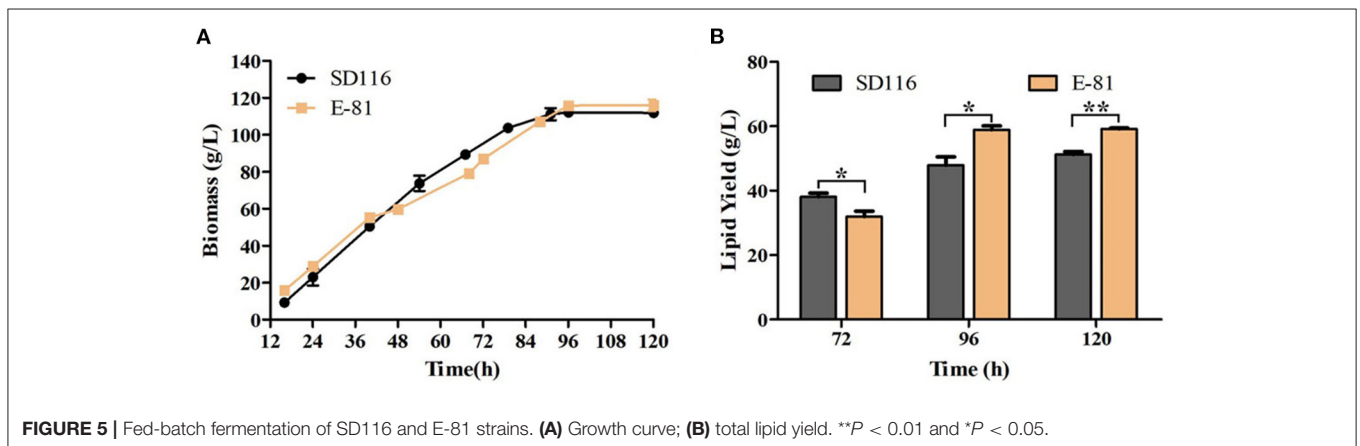 A
140
SD116
120
E-81
100
80
60
40
20
0
Biomass (g/L)
12 24 36 48 60 72 84 96 108 120
Time(h)
B
80
SD116 E-81
60
40
20
0
Lipid Yield (g/L)
* * **
72 96 120
Time (h)
FIGURE 5 | Fed-batch fermentation of SD116 and E-81 strains. (A) Growth curve; (B) total lipid yield. **P < 0.01 and *P < 0.05.